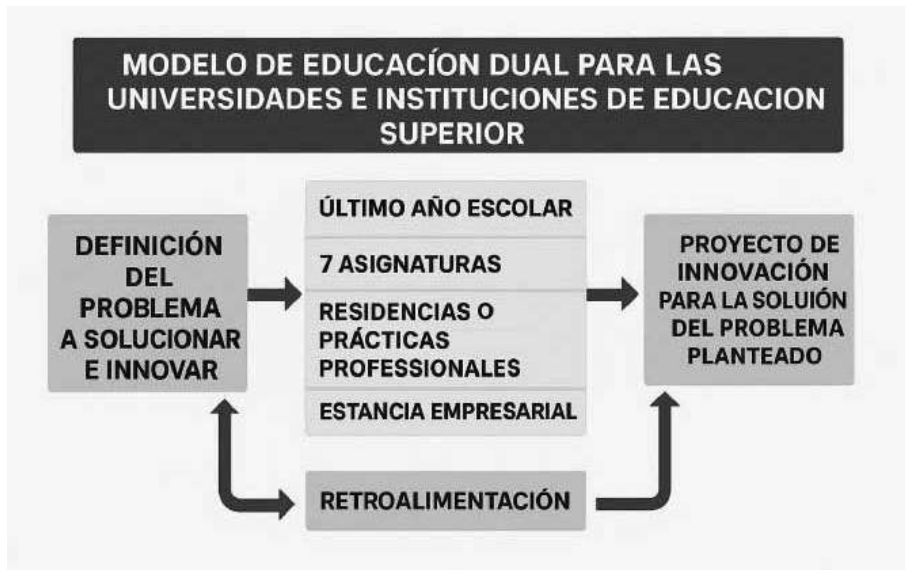 MODELO DE EDUCACÍON DUAL PARA LAS
UNIVERSIDADES E INSTITUCIONES DE EDUCACION
SUPERIOR
DEFINICIÓN
DEL
PROBLEMA
A SOLUCIONAR
E INNOVAR
ÚLTIMO AÑO ESCOLAR
7 ASIGNATURAS
RESIDENCIAS O
PRÁCTICAS
PROFESSIONALES
ESTANCIA EMPRESARIAL
PROYECTO DE
INNOVACIÓN
PARA LA SOLUIÓN
DEL PROBLEMA
PLANTEADO
RETROALIMENTACIÓN